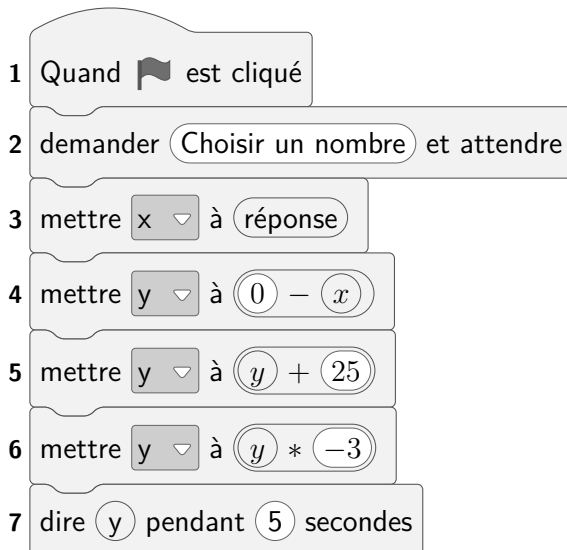 1 Quand est cliqué
2 demander Choisir un nombre et attendre
3 mettre x à réponse
4 mettre y à 0 − x
5 mettre y à y + 25
6 mettre y à y ∗ −3
7 dire y pendant 5 secondes